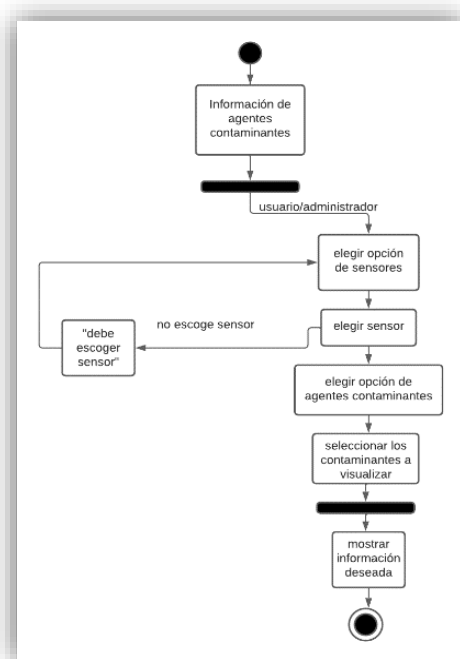 Información de
agentes
contaminantes
usuario/administrador
elegir opción
de sensores
no escoge sensor
elegir sensor
"debe
escoger
sensor"
elegir opción de
agentes contaminantes
seleccionar los
contaminantes a
visualizar
mostrar
información
deseada